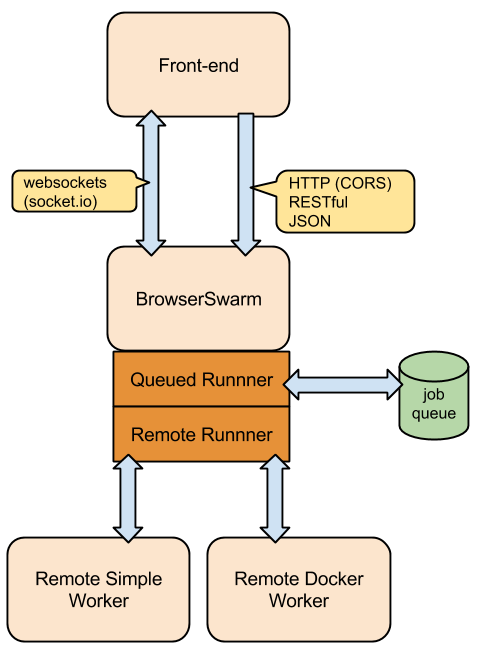 Front-end
websockets
(socket.io)
HTTP (CORS)
RESTful
JSON
BrowserSwarm
Queued Runnner
job
queue
Remote Runnner
Remote Simple
Worker
Remote Docker
Worker